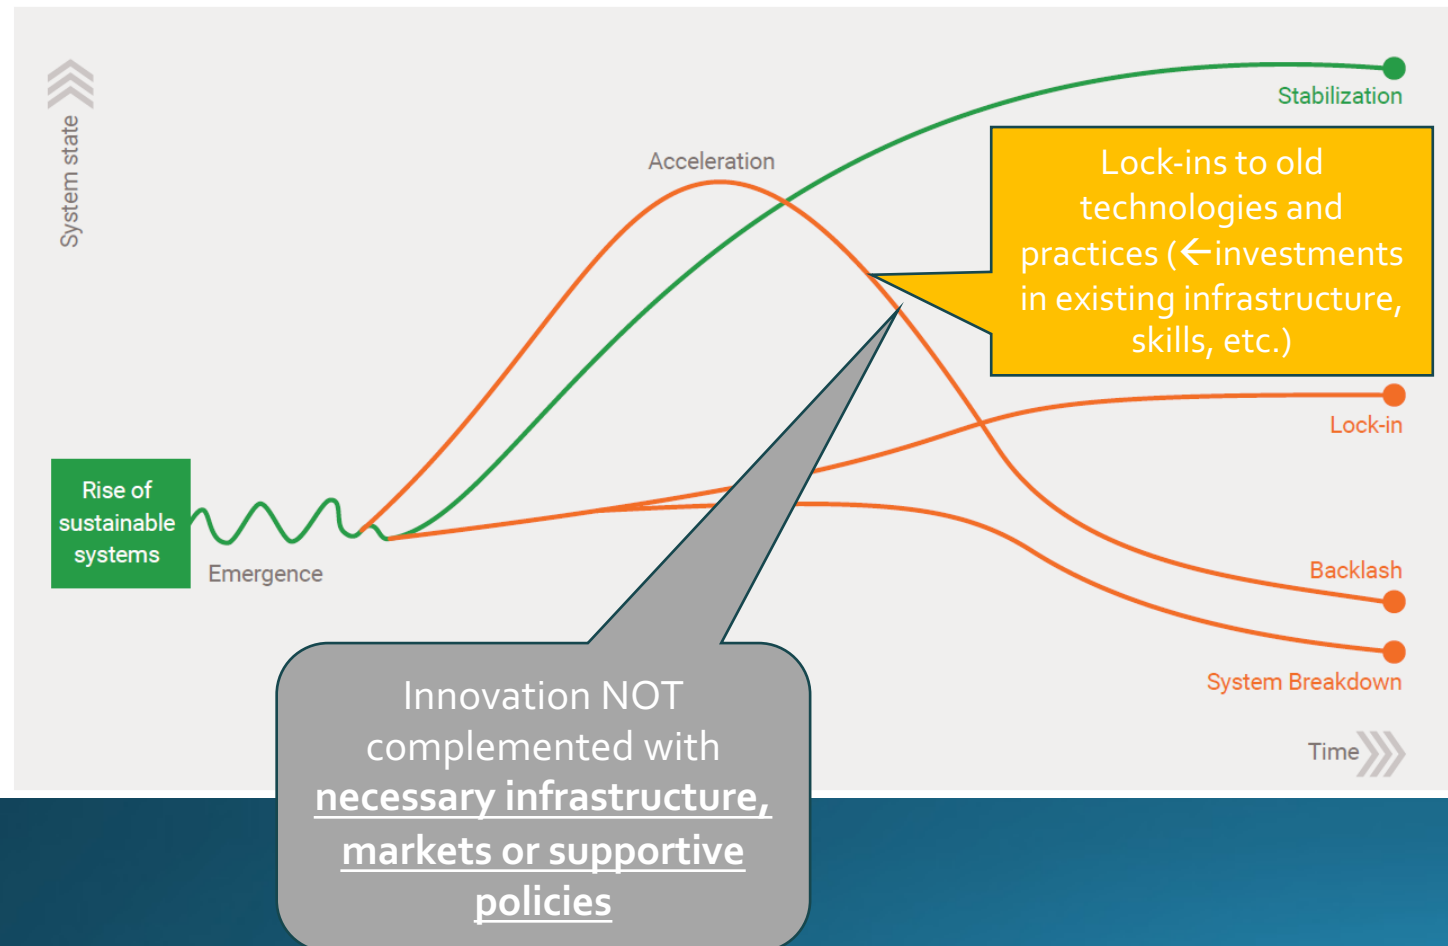 System state
Stabilization
Acceleration
Lock-ins to old
technologies and
practices (←investments
in existing infrastructure,
skills, etc.)
Lock-in
Rise of
sustainable
systems
Emergence
Backlash
System Breakdown
Time
Innovation NOT
complemented with
necessary infrastructure,
markets or supportive
policies